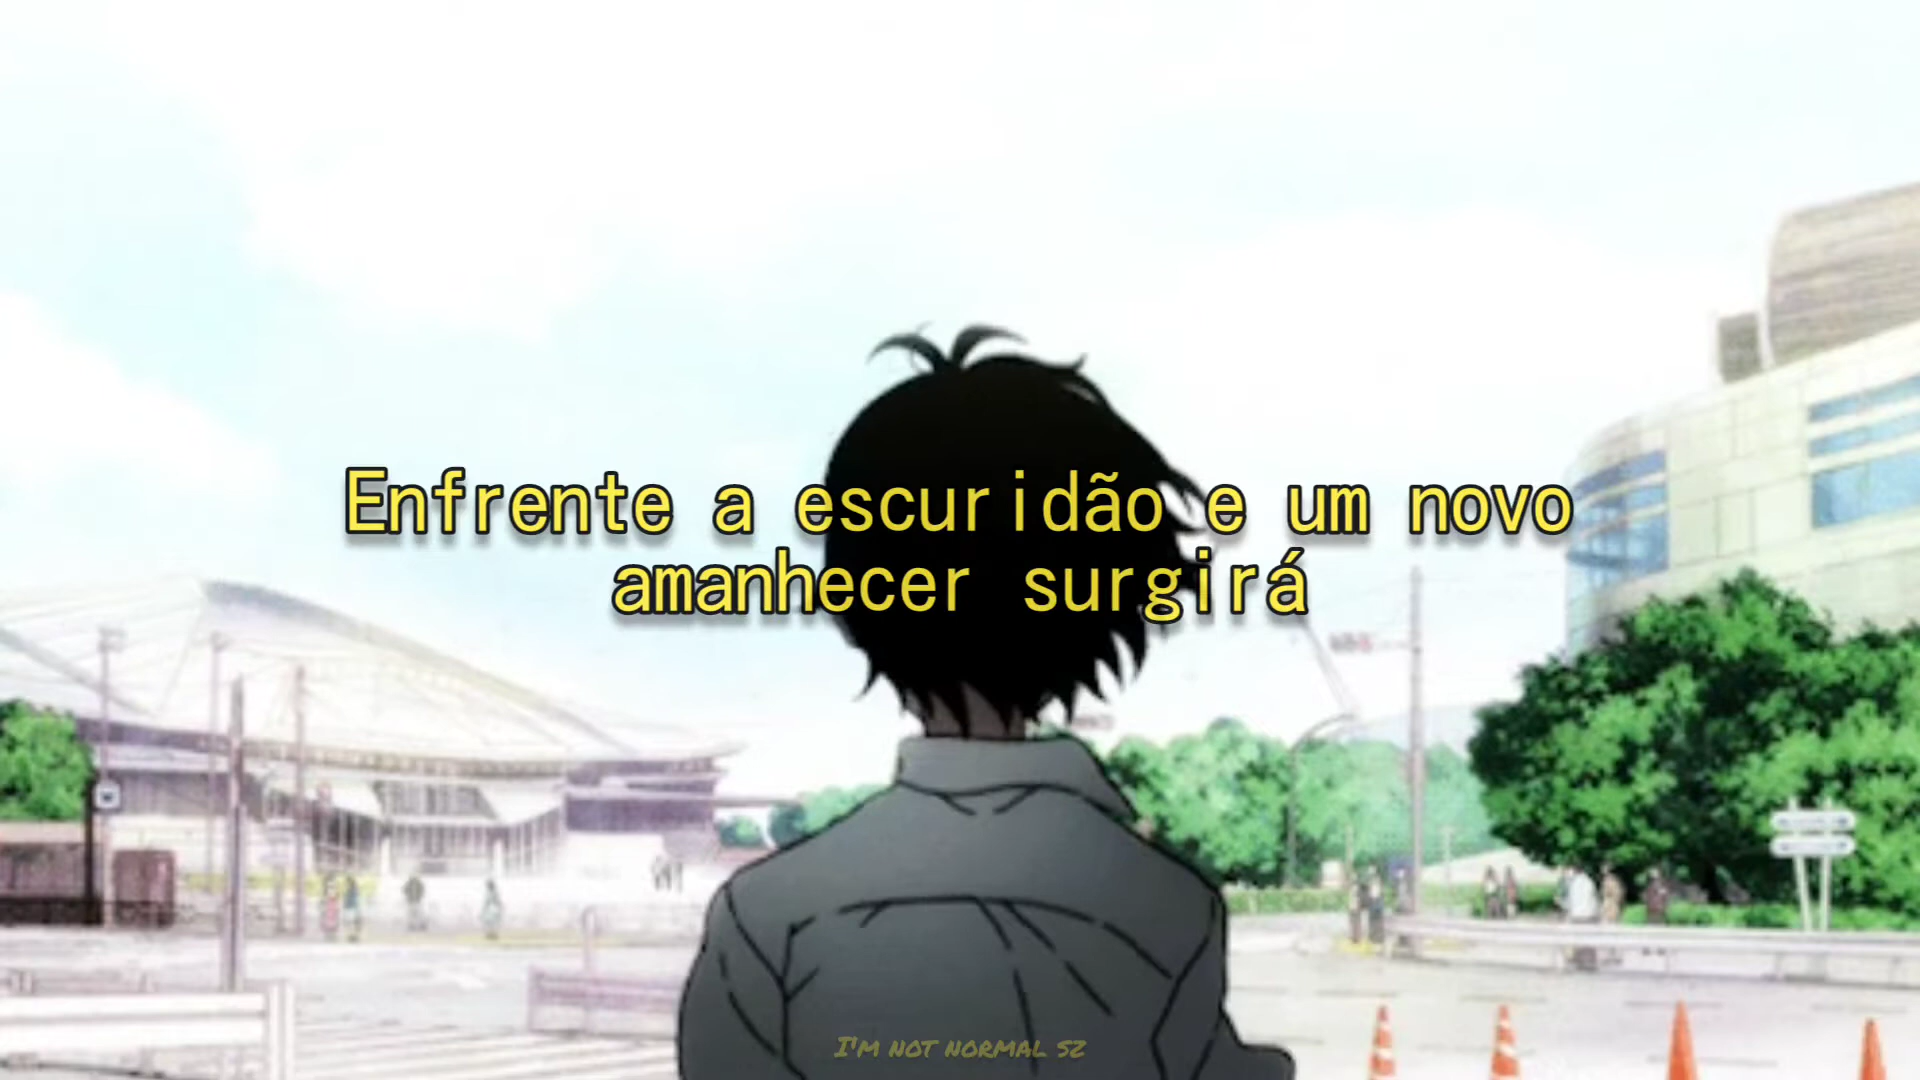 Enfrente a escuridão e um novo
amanhecer surgirá
I'm not normal sz